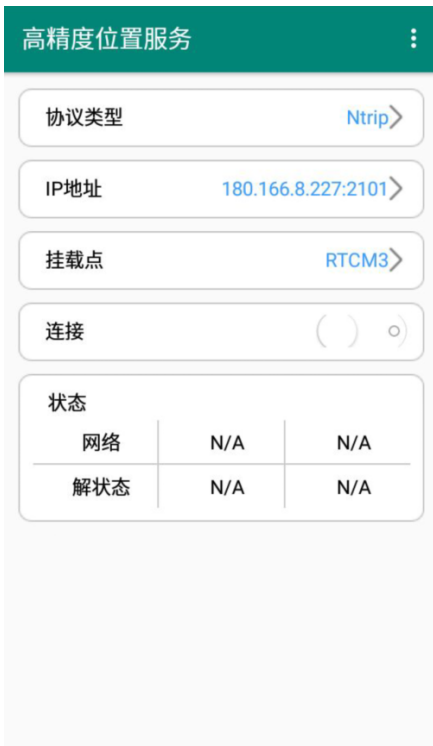 高精度位置服务
协议类型 Ntrip
IP地址 180.166.8.227:2101
挂载点 RTCM3
连接
状态
网络 N/A N/A
解状态 N/A N/A